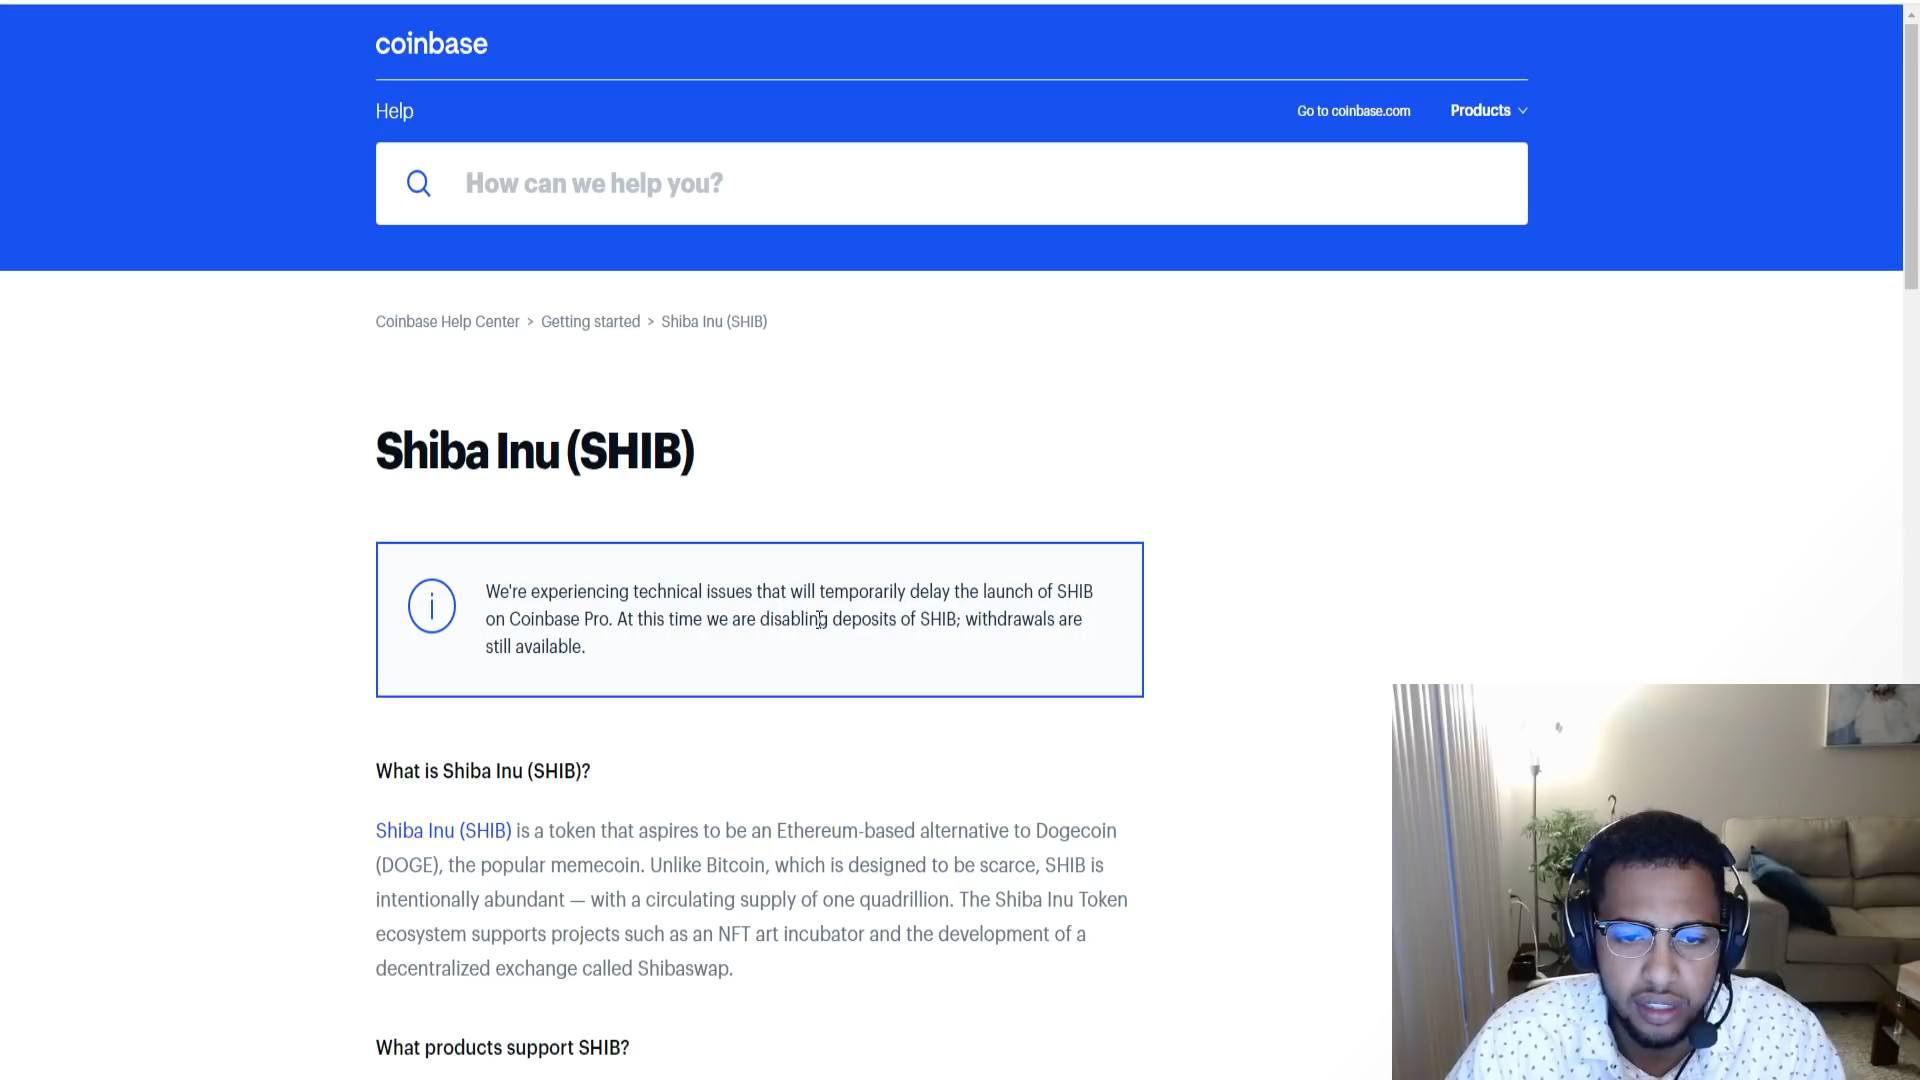 coinbase
Help
Go to coinbase.com
Products
How can we help you?
Coinbase Help Center > Getting started > Shiba Inu (SHIB)
Shiba Inu (SHIB)
We're experiencing technical issues that will temporarily delay the launch of SHIB
on Coinbase Pro. At this time we are disabling deposits of SHIB; withdrawals are
still available.
What is Shiba Inu (SHIB)?
Shiba Inu (SHIB) is a token that aspires to be an Ethereum-based alternative to Dogecoin
(DOGE), the popular memecoin. Unlike Bitcoin, which is designed to be scarce, SHIB is
intentionally abundant — with a circulating supply of one quadrillion. The Shiba Inu Token
ecosystem supports projects such as an NFT art incubator and the development of a
decentralized exchange called Shibaswap.
What products support SHIB?